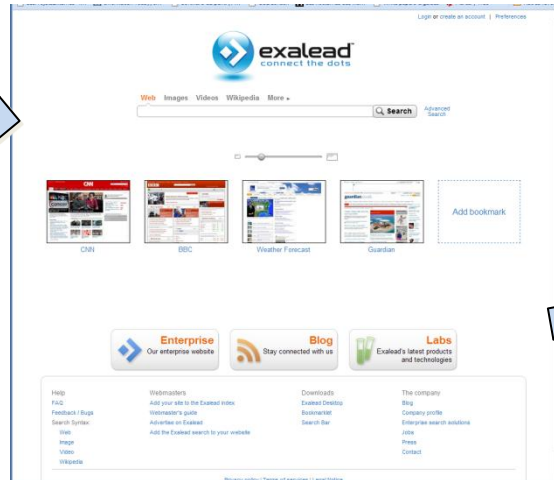 Login or create an account | Preferences
exalead
connect the dots
Web Images Videos Wikipedia More
Search
Advanced Search
CNN
BBC
Weather Forecast
Guardian
Add bookmark
Enterprise
Our enterprise website
Blog
Stay connected with us
Labs
Exalead's latest products
and technologies
Help
FAQ
Feedback / Bugs
Search Syntax:
Web
Image
Video
Wikipedia
Webmasters
Add your site to the Exalead index
Webmaster's guide
Advertise on Exalead
Add the Exalead search to your website
Downloads
Exalead Desktop
Bookmarklet
Search Bar
The company
Blog
Company profile
Enterprise search solutions
Jobs
Press
Contact